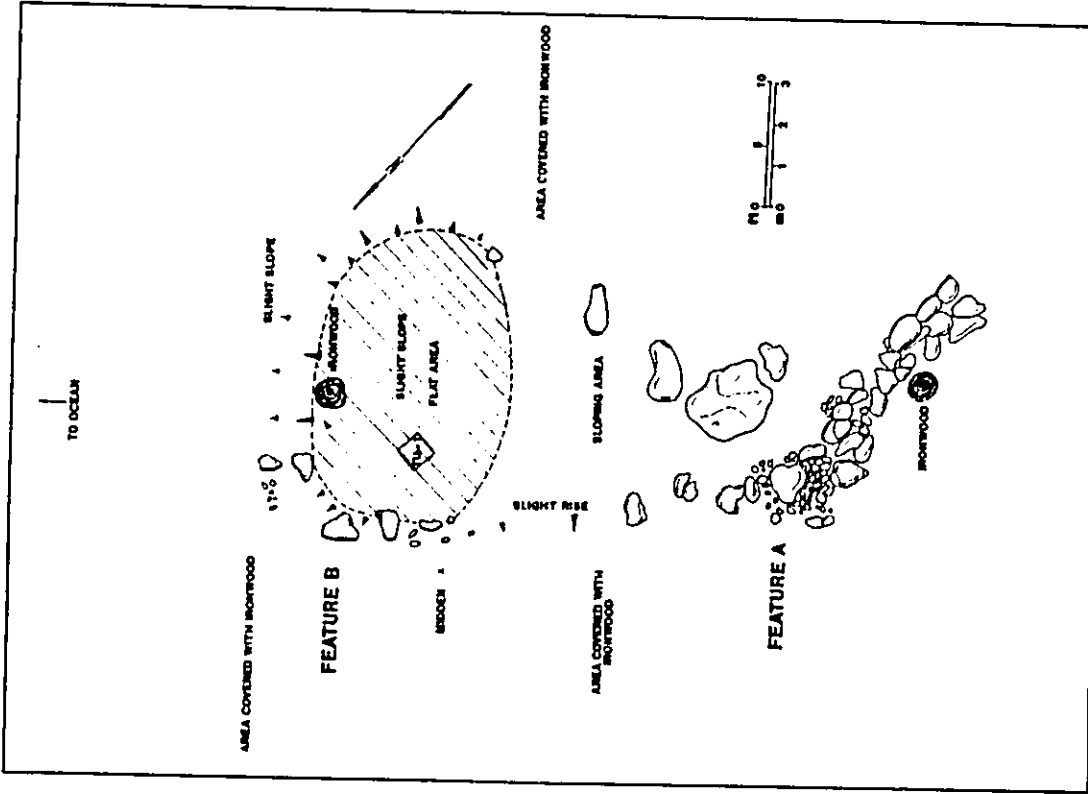 TO OCEAN
AREA COVERED WITH IRONWOOD
SLIGHT SLOPE
AREA COVERED WITH IRONWOOD
FEATURE B
IRONWOOD
SLIGHT SLOPE
FLAT AREA
MIDDEN
SLIGHT RISE
SLOPING AREA
AREA COVERED WITH
IRONWOOD
FEATURE A
IRONWOOD
Ft 0 5 10
m 0 1 2 3